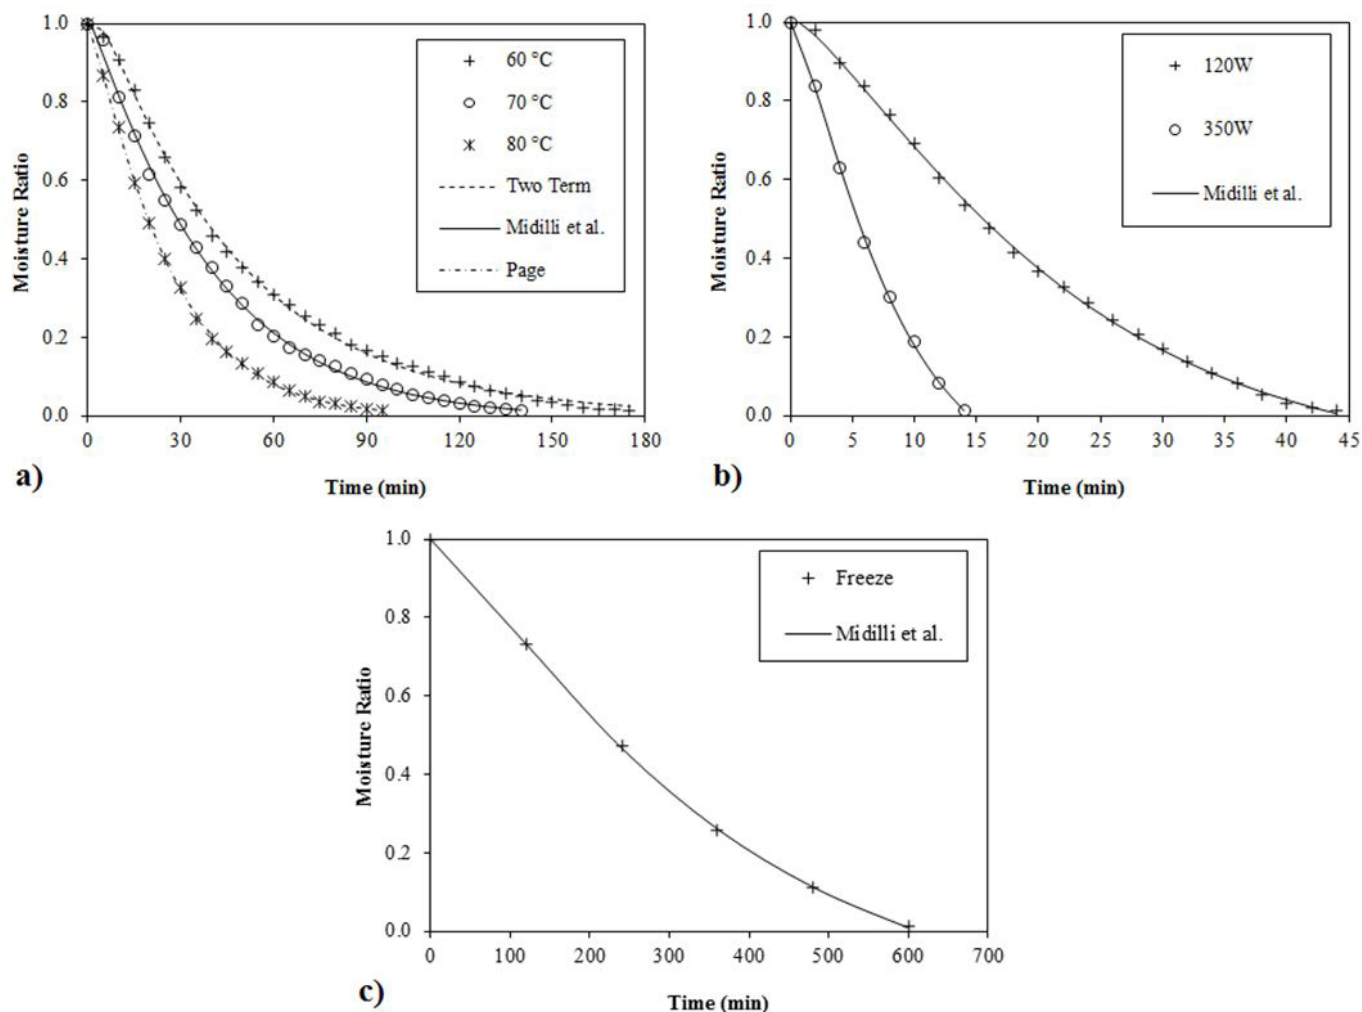 1.0
0.8
0.6
0.4
0.2
0.0
Moisture Ratio
60 °C
70 °C
80 °C
Two Term
Midilli et al.
Page
0 30 60 90 120 150 180
a)
Time (min)
1.0
0.8
0.6
0.4
0.2
0.0
Moisture Ratio
120W
350W
Midilli et al.
0 5 10 15 20 25 30 35 40 45
b)
Time (min)
1.0
0.8
0.6
0.4
0.2
0.0
Moisture Ratio
Freeze
Midilli et al.
0 100 200 300 400 500 600 700
c)
Time (min)